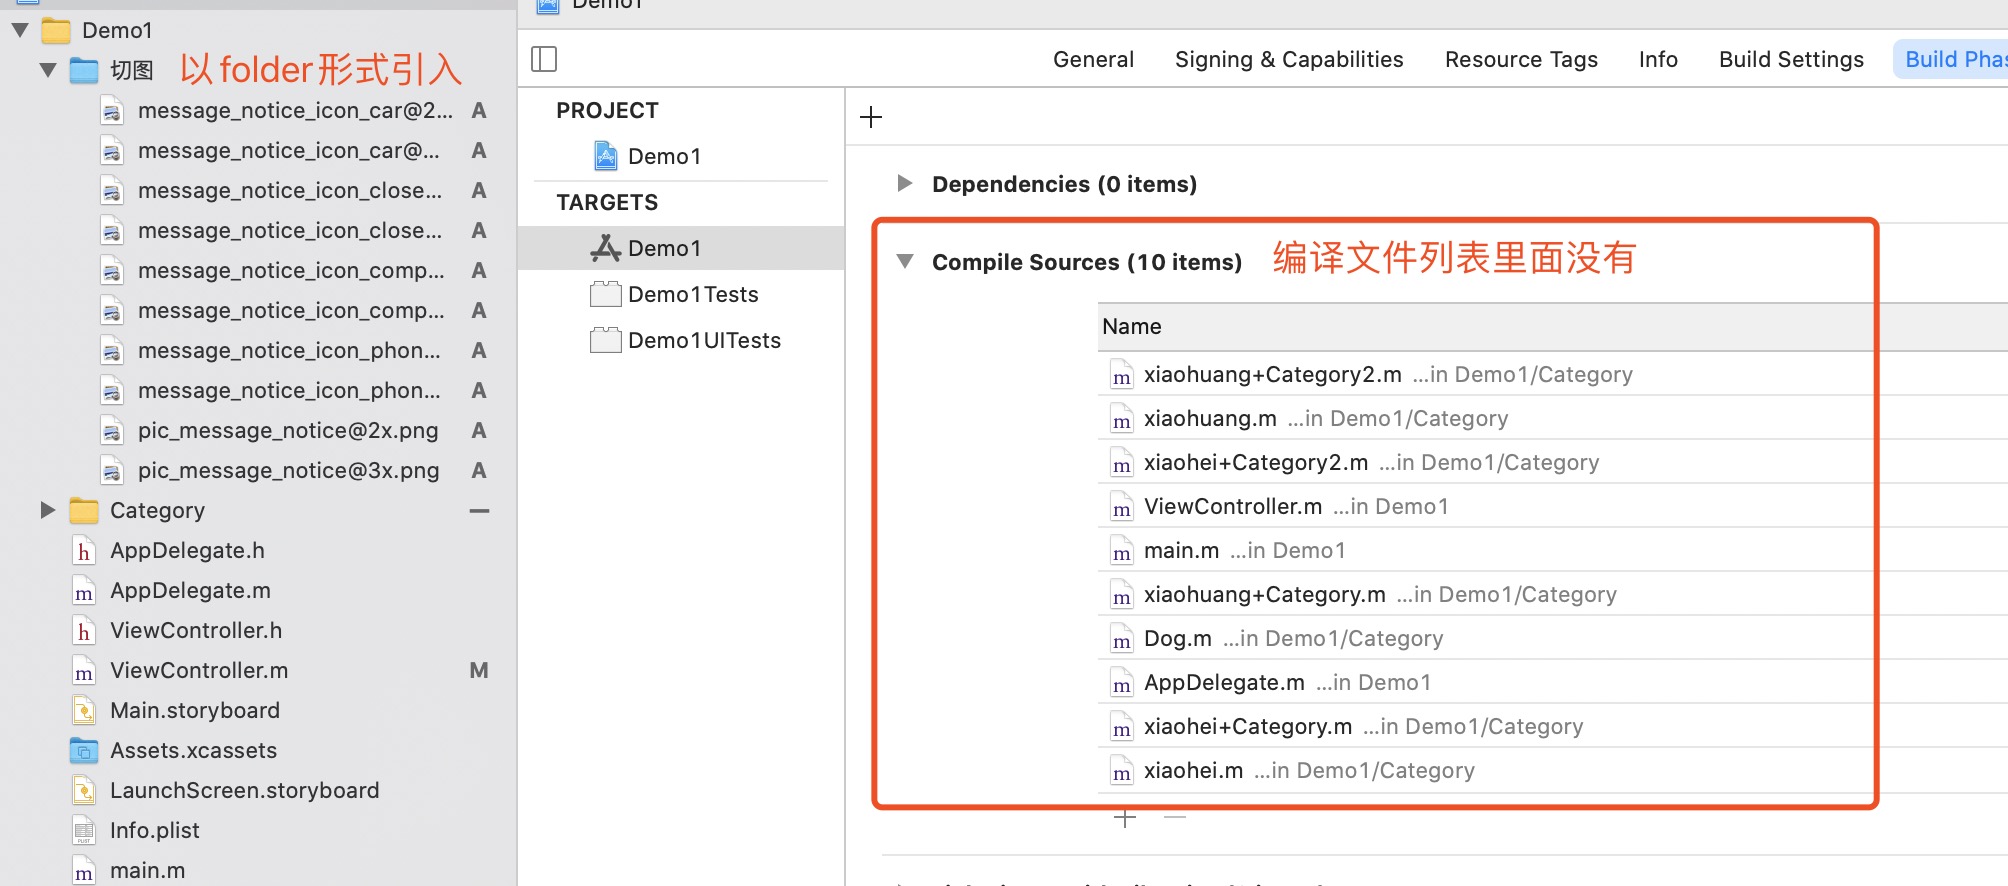 Demo1
切图 以folder形式引入
message_notice_icon_car@2... A
message_notice_icon_car@... A
message_notice_icon_close... A
message_notice_icon_close... A
message_notice_icon_comp... A
message_notice_icon_comp... A
message_notice_icon_phon... A
message_notice_icon_phon... A
pic_message_notice@2x.png A
pic_message_notice@3x.png A
Category
AppDelegate.h
AppDelegate.m
ViewController.h
ViewController.m M
Main.storyboard
Assets.xcassets
LaunchScreen.storyboard
Info.plist
main.m
Demo1
General Signing & Capabilities Resource Tags Info Build Settings Build Phas
PROJECT
Demo1
TARGETS
Demo1
Demo1Tests
Demo1UITests
Dependencies (0 items)
Compile Sources (10 items) 编译文件列表里面没有
Name
xiaohuang+Category2.m ...in Demo1/Category
xiaohuang.m ...in Demo1/Category
xiaohei+Category2.m ...in Demo1/Category
ViewController.m ...in Demo1
main.m ...in Demo1
xiaohuang+Category.m ...in Demo1/Category
Dog.m ...in Demo1/Category
AppDelegate.m ...in Demo1
xiaohei+Category.m ...in Demo1/Category
xiaohei.m ...in Demo1/Category